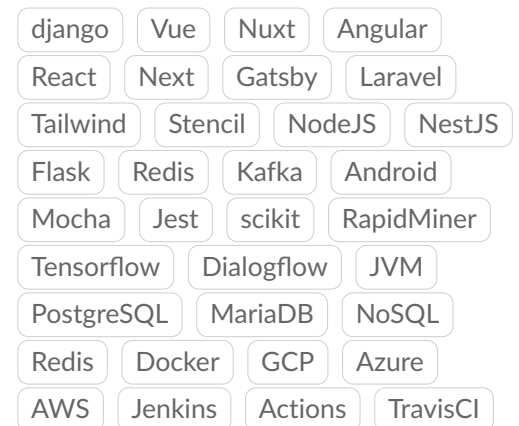 django Vue Nuxt Angular
React Next Gatsby Laravel
Tailwind Stencil NodeJS NestJS
Flask Redis Kafka Android
Mocha Jest scikit RapidMiner
Tensorflow Dialogflow JVM
PostgreSQL MariaDB NoSQL
Redis Docker GCP Azure
AWS Jenkins Actions TravisCI